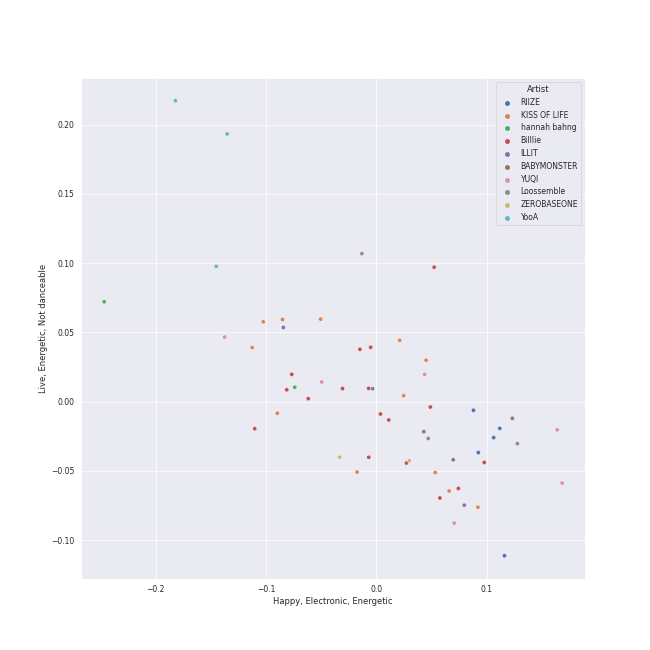 Artist
RIIZE
KISS OF LIFE
hannah bahng
Billlie
ILLIT
BABYMONSTER
YUQI
Loossemble
ZEROBASEONE
YooA
0.20
0.15
0.10
0.05
0.00
−0.05
−0.10
Live, Energetic, Not danceable
−0.2 −0.1 0.0 0.1
Happy, Electronic, Energetic